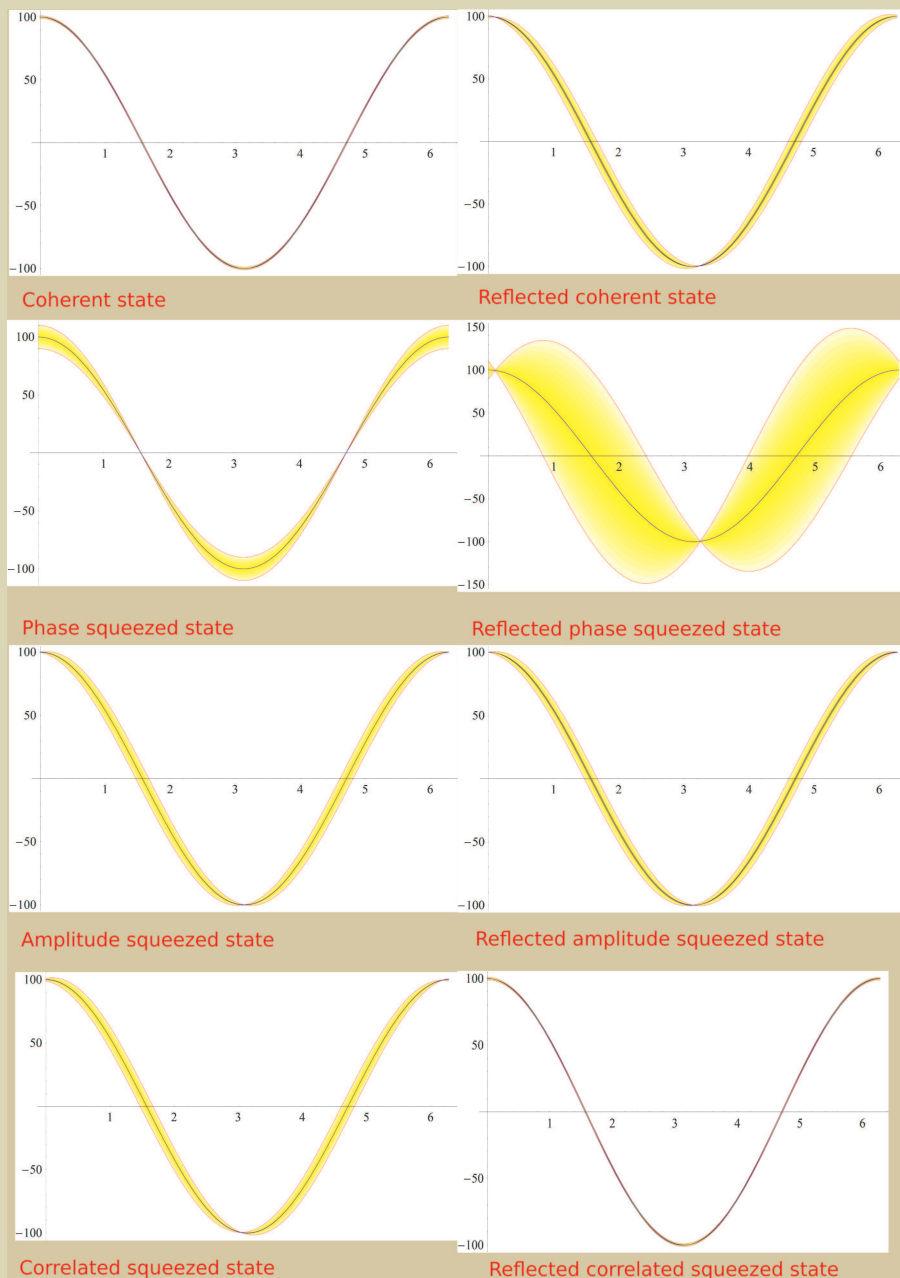 100
50
1 2 3 4 5 6
−50
−100
Coherent state
100
50
1 2 3 4 5 6
−50
−100
Reflected coherent state
100
50
1 2 3 4 5 6
−50
−100
Phase squeezed state
150
100
50
1 2 3 4 5 6
−50
−100
−150
Reflected phase squeezed state
100
50
1 2 3 4 5 6
−50
−100
Amplitude squeezed state
100
50
1 2 3 4 5 6
−50
−100
Reflected amplitude squeezed state
100
50
1 2 3 4 5 6
−50
−100
Correlated squeezed state
100
50
1 2 3 4 5 6
−50
−100
Reflected correlated squeezed state